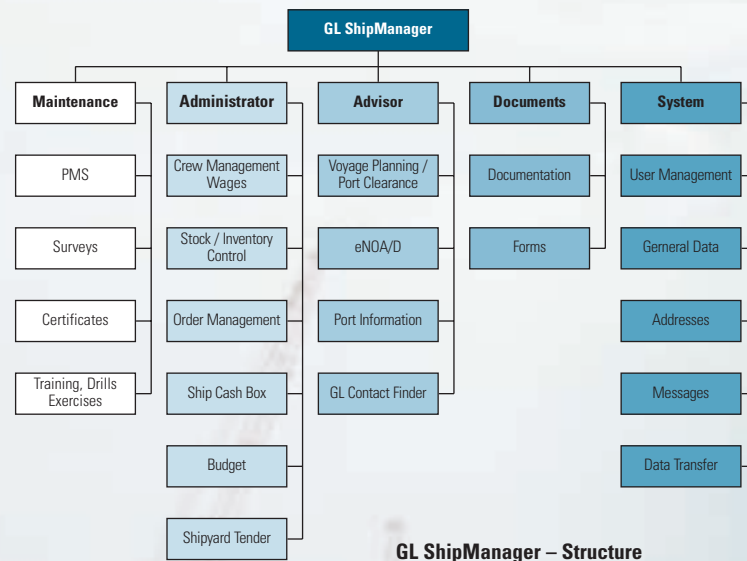 GL ShipManager
Maintenance
Administrator
Advisor
Documents
System
PMS
Crew Management
Wages
Voyage Planning /
Port Clearance
Documentation
User Management
Surveys
Stock / Inventory
Control
eNOA/D
Forms
Gerneral Data
Certificates
Order Management
Port Information
Addresses
Training, Drills
Exercises
Ship Cash Box
GL Contact Finder
Messages
Budget
Data Transfer
Shipyard Tender
GL ShipManager – Structure